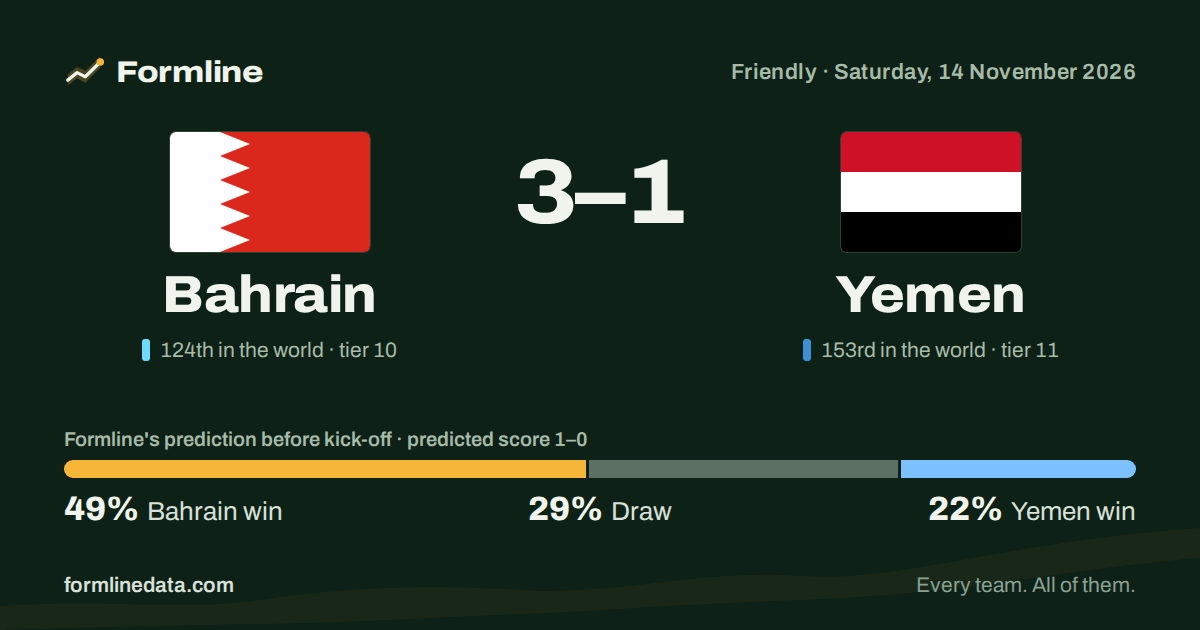 Formline
Friendly · Saturday, 14 November 2026
3–1
Bahrain
Yemen
124th in the world · tier 10
153rd in the world · tier 11
Formline's prediction before kick-off · predicted score 1–0
49% Bahrain win
29% Draw
22% Yemen win
formlinedata.com
Every team. All of them.